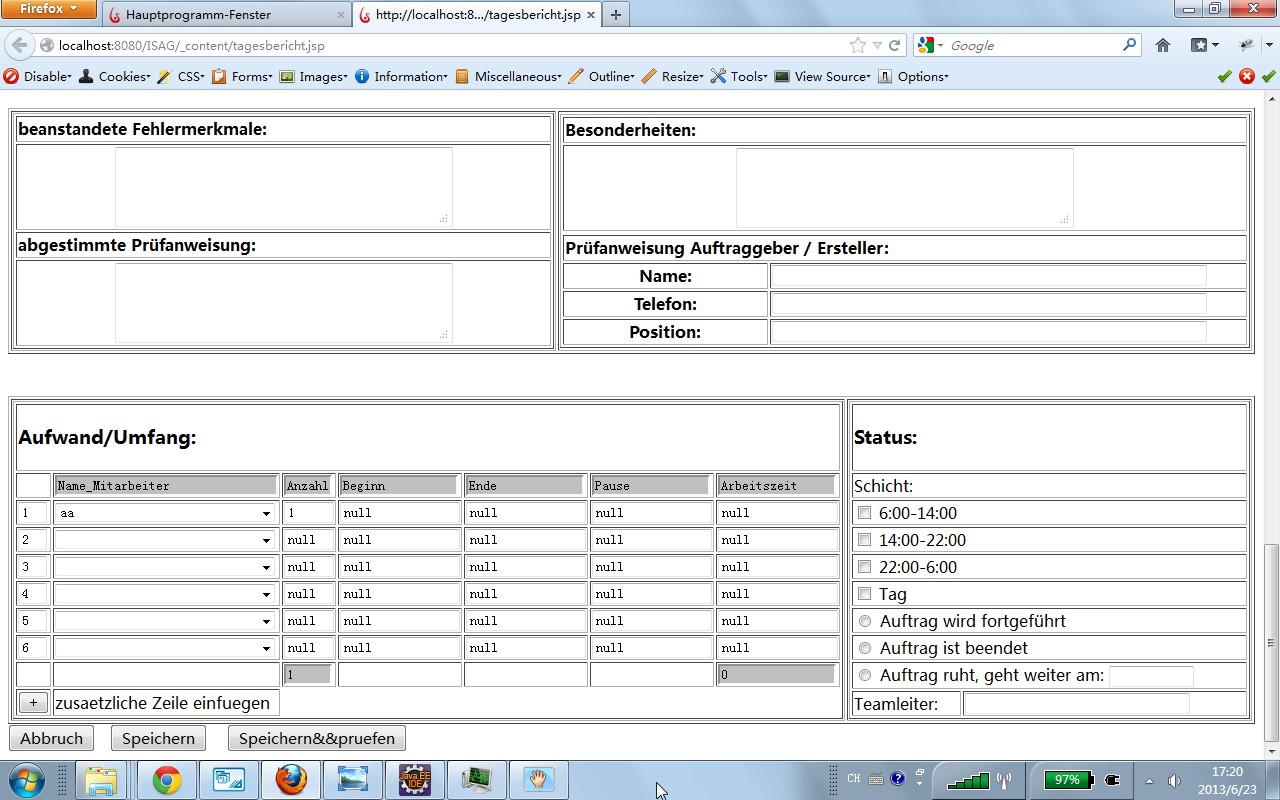 Firefox
Hauptprogramm-Fenster
http://localhost:8.../tagesbericht.jsp
localhost:8080/ISAG/_content/tagesbericht.jsp
Google
Disable
Cookies
CSS
Forms
Images
Information
Miscellaneous
Outline
Resize
Tools
View Source
Options
beanstandete Fehlermerkmale:
Besonderheiten:
abgestimmte Prüfanweisung:
Prüfanweisung Auftraggeber / Ersteller:
Name:
Telefon:
Position:
Aufwand/Umfang:
Status:
Name_Mitarbeiter Anzahl Beginn Ende Pause Arbeitszeit
Schicht:
1 aa 1 null null null null
6:00-14:00
2 null null null null null
14:00-22:00
3 null null null null null
22:00-6:00
4 null null null null null
Tag
5 null null null null null
Auftrag wird fortgeführt
6 null null null null null
Auftrag ist beendet
1 0
Auftrag ruht, geht weiter am:
+ zusaetzliche Zeile einfuegen
Teamleiter:
Abbruch
Speichern
Speichern&&pruefen
Java EE
IDE
CH
97%
17:20
2013/6/23